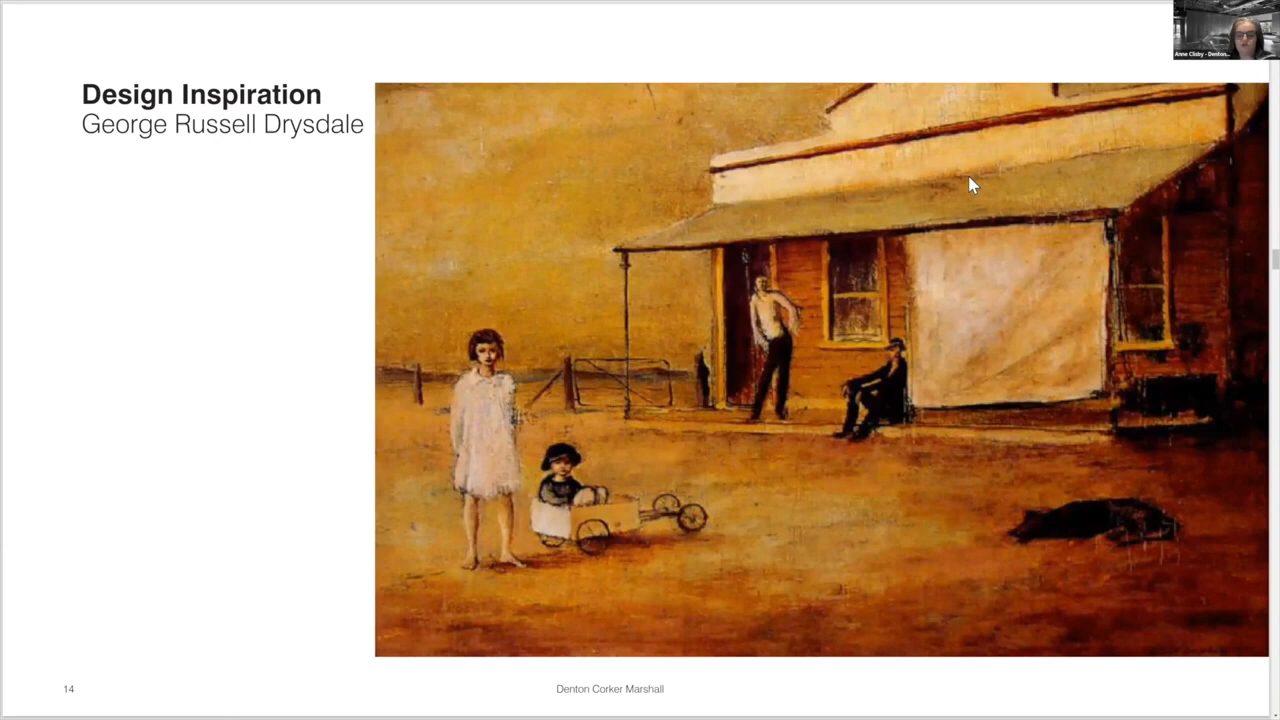 Design Inspiration
George Russell Drysdale
Anne Clisby - Denton...
14
Denton Corker Marshall